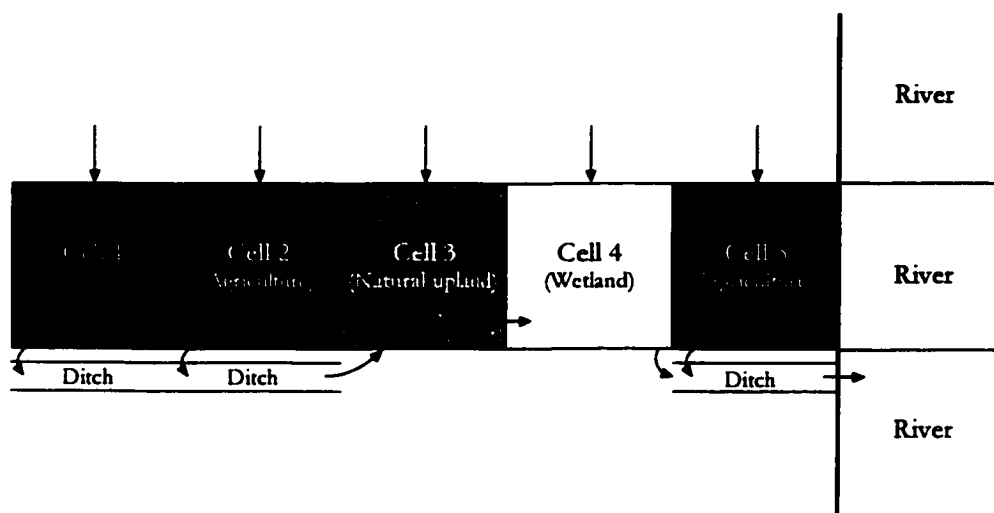 River
Cell 2
Cell 3
(Natural upland)
Cell 4
(Wetland)
River
Ditch
Ditch
Ditch
River